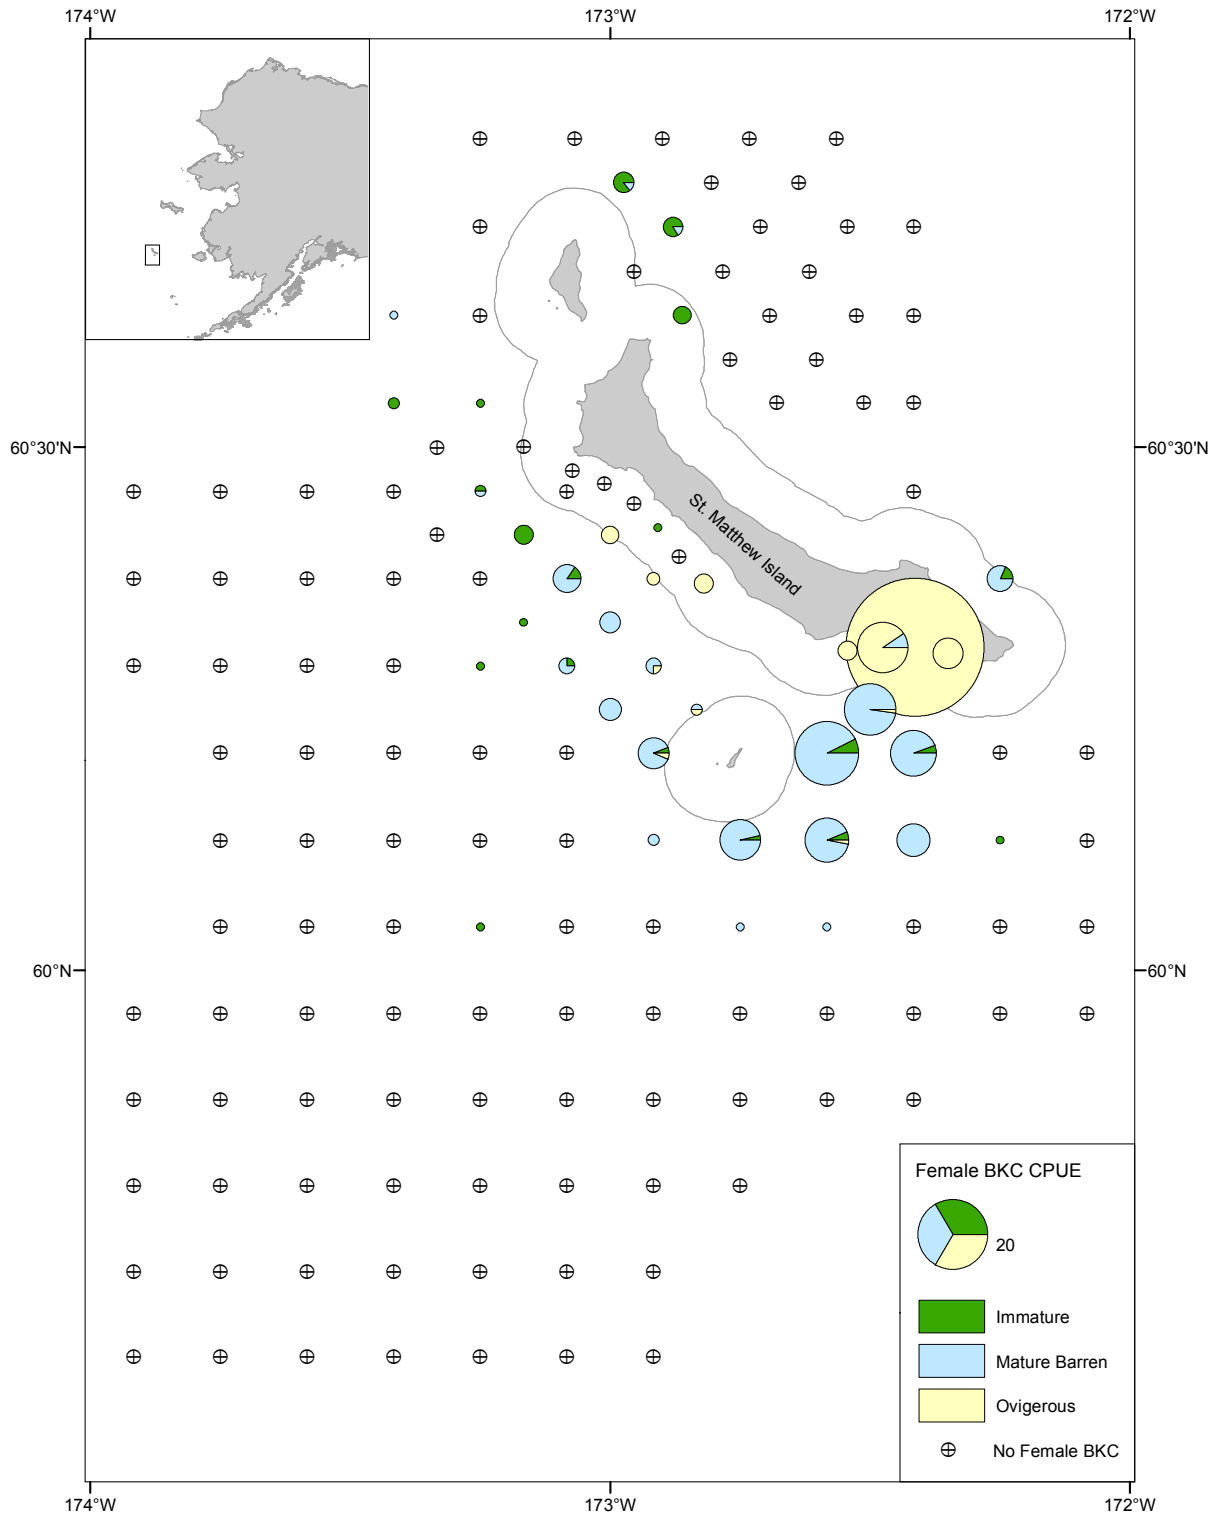 174°W 173°W 172°W
60°30'N 60°30'N
St. Matthew Island
60°N 60°N
Female BKC CPUE
20
Immature
Mature Barren
Ovigerous
No Female BKC
174°W 173°W 172°W